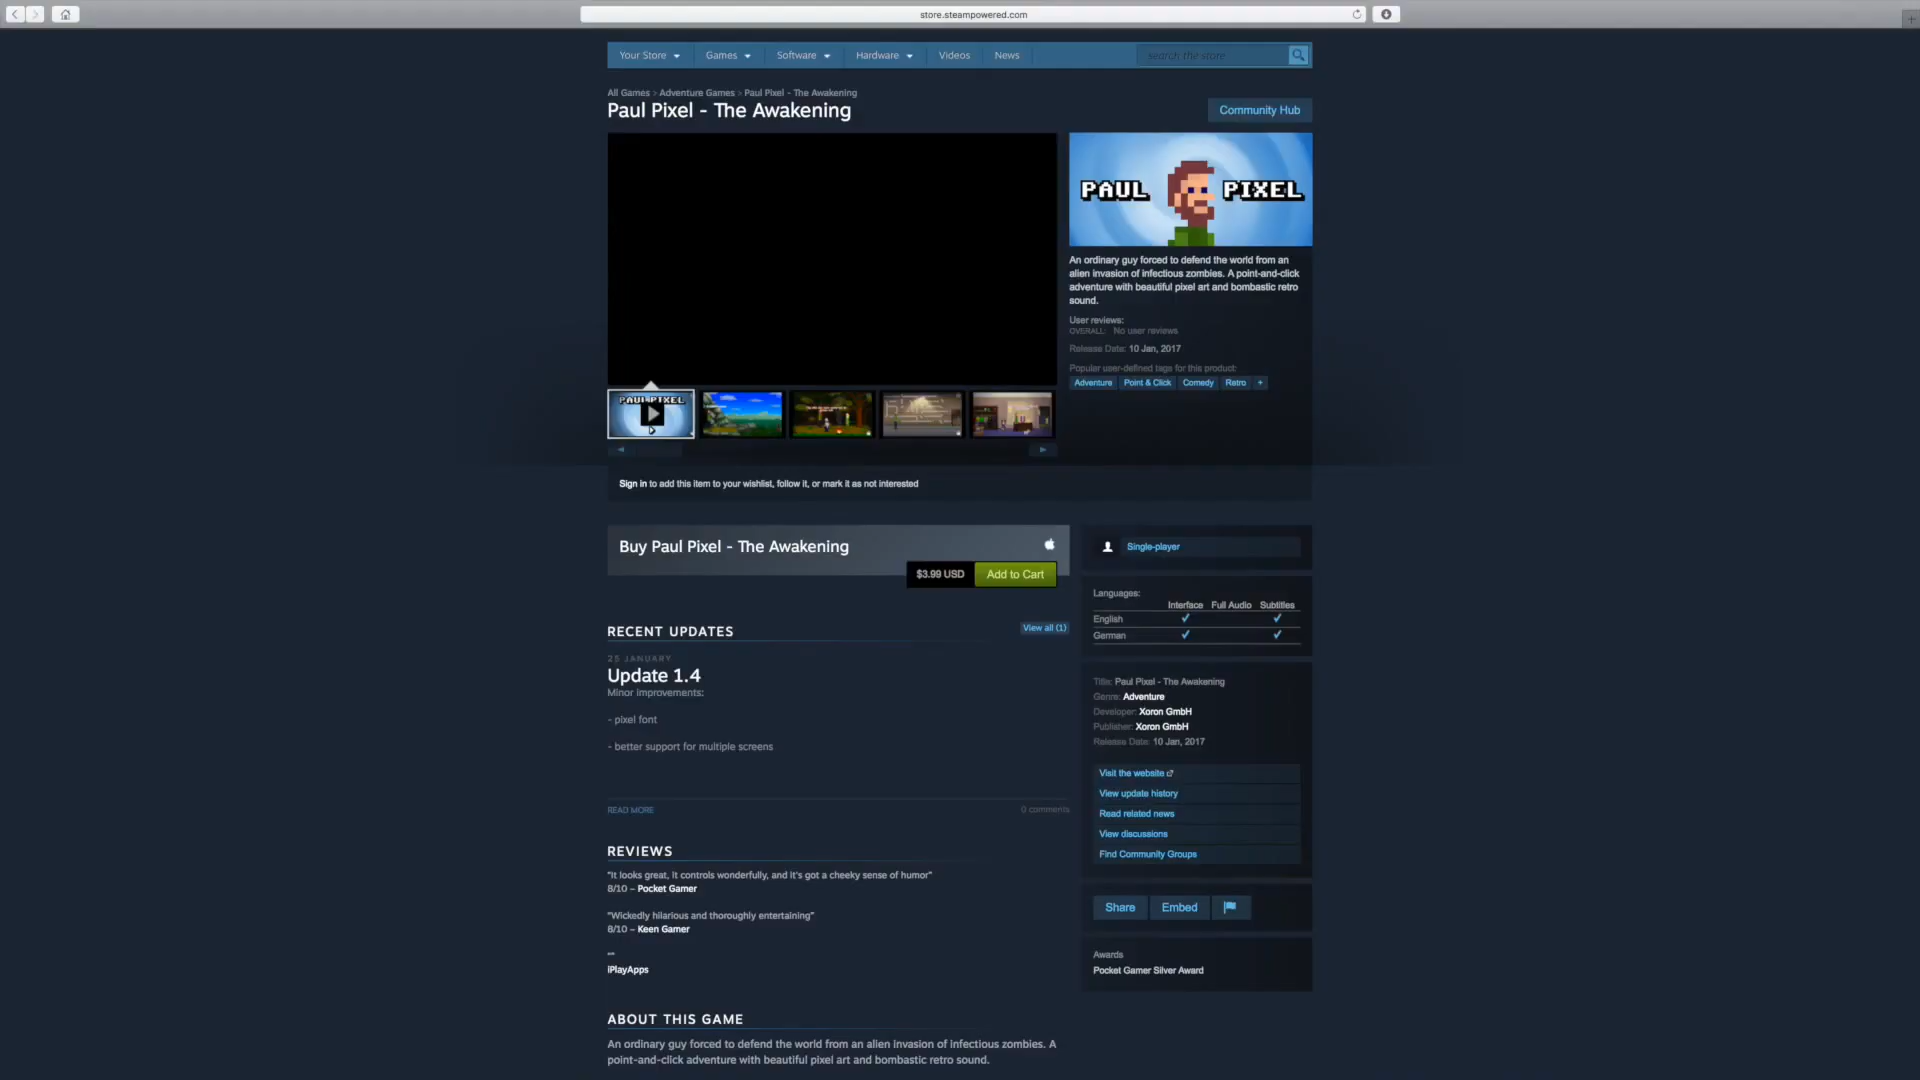 store.steampowered.com
Your Store Games Software Hardware Videos News search the store
All Games > Adventure Games > Paul Pixel - The Awakening
Paul Pixel - The Awakening
Community Hub
PAUL PIXEL
An ordinary guy forced to defend the world from an
alien invasion of infectious zombies. A point-and-click
adventure with beautiful pixel art and bombastic retro
sound.
User reviews:
OVERALL: No user reviews
Release Date: 10 Jan, 2017
Popular user-defined tags for this product:
Adventure Point & Click Comedy Retro +
PAUL PIXEL
Sign in to add this item to your wishlist, follow it, or mark it as not interested
Buy Paul Pixel - The Awakening
$3.99 USD Add to Cart
Single-player
Languages:
Interface Full Audio Subtitles
English ✔ ✔
German ✔ ✔
RECENT UPDATES
View all (1)
25 JANUARY
Update 1.4
Minor improvements:
- pixel font
- better support for multiple screens
READ MORE
0 comments
Title: Paul Pixel - The Awakening
Genre: Adventure
Developer: Xoron GmbH
Publisher: Xoron GmbH
Release Date: 10 Jan, 2017
Visit the website
View update history
Read related news
View discussions
Find Community Groups
REVIEWS
"It looks great, it controls wonderfully, and it's got a cheeky sense of humor"
8/10 – Pocket Gamer
"Wickedly hilarious and thoroughly entertaining"
8/10 – Keen Gamer
""
iPlayApps
Share Embed
Awards
Pocket Gamer Silver Award
ABOUT THIS GAME
An ordinary guy forced to defend the world from an alien invasion of infectious zombies. A
point-and-click adventure with beautiful pixel art and bombastic retro sound.